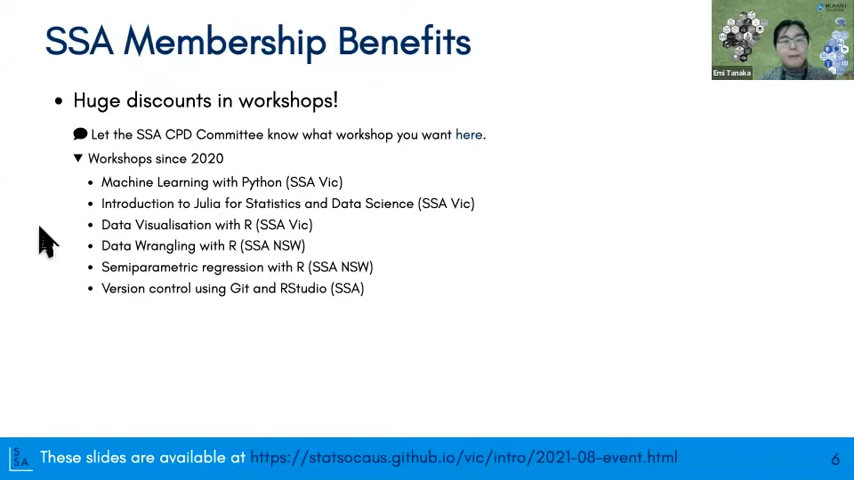 SSA Membership Benefits
Huge discounts in workshops!
Let the SSA CPD Committee know what workshop you want here.
Workshops since 2020
Machine Learning with Python (SSA Vic)
Introduction to Julia for Statistics and Data Science (SSA Vic)
Data Visualisation with R (SSA Vic)
Data Wrangling with R (SSA NSW)
Semiparametric regression with R (SSA NSW)
Version control using Git and RStudio (SSA)
Emi Tanaka
MONASH
S
SA
These slides are available at https://statsocaus.github.io/vic/intro/2021-08-event.html
6